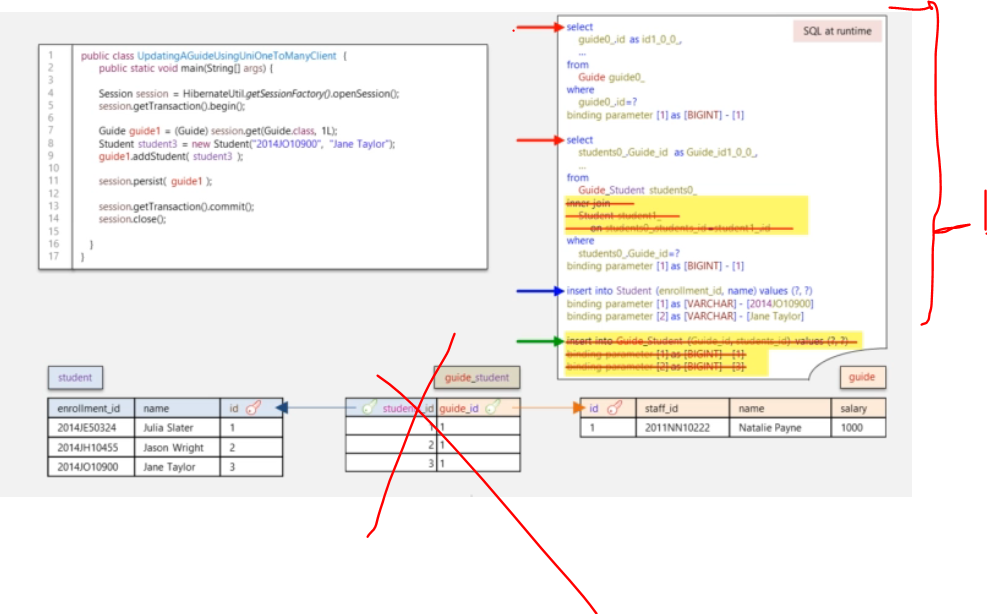 SQL at runtime
select
guide0_.id as id1_0_0_,
...
from
Guide guide0_
where
guide0_.id=?
binding parameter [1] as [BIGINT] - [1]
select
students0_.Guide_id as Guide_id1_0_0_,
...
from
Guide_Student students0_
inner join
Student student1_
on students0_.students_id=student1_.id
where
students0_.Guide_id=?
binding parameter [1] as [BIGINT] - [1]
insert into Student (enrollment_id, name) values (?, ?)
binding parameter [1] as [VARCHAR] - [2014JO10900]
binding parameter [2] as [VARCHAR] - [Jane Taylor]
insert into Guide_Student (Guide_id, students_id) values (?, ?)
binding parameter [1] as [BIGINT] - [1]
binding parameter [2] as [BIGINT] - [3]
1 public class UpdatingAGuideUsingUniOneToManyClient {
2 public static void main(String[] args) {
3
4 Session session = HibernateUtil.getSessionFactory().openSession();
5 session.getTransaction().begin();
6
7 Guide guide1 = (Guide) session.get(Guide.class, 1L);
8 Student student3 = new Student("2014JO10900", "Jane Taylor");
9 guide1.addStudent( student3 );
10
11 session.persist( guide1 );
12
13 session.getTransaction().commit();
14 session.close();
15
16 }
17 }
student
enrollment_id name id
2014JE50324 Julia Slater 1
2014JH10455 Jason Wright 2
2014JO10900 Jane Taylor 3
guide_student
students_id guide_id
1 1
2 1
3 1
guide
id staff_id name salary
1 2011NN10222 Natalie Payne 1000